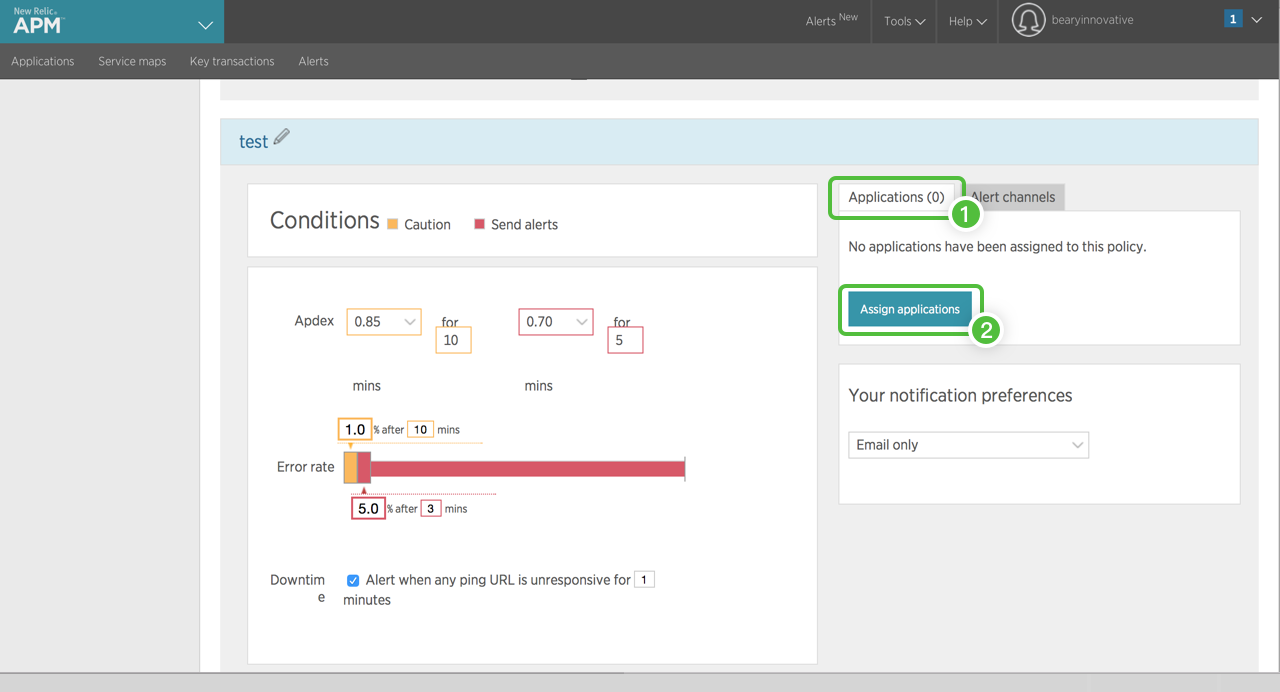 New Relic.
APM™
Alerts New
Tools
Help
bearyinnovative
1
Applications
Service maps
Key transactions
Alerts
test
Conditions
Caution
Send alerts
Applications (0)
Alert channels
1
No applications have been assigned to this policy.
Assign applications
2
Apdex
0.85
for
10
mins
0.70
for
5
mins
1.0 % after 10 mins
Error rate
5.0 % after 3 mins
Downtim
e
Alert when any ping URL is unresponsive for 1
minutes
Your notification preferences
Email only